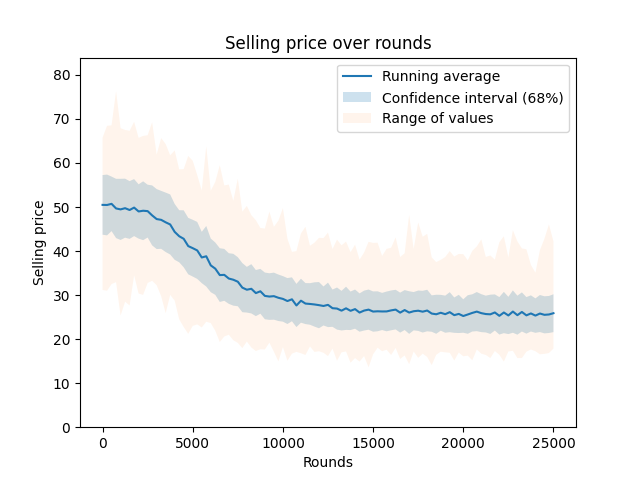 Selling price over rounds
Running average
Confidence interval (68%)
Range of values
80
70
60
50
40
30
20
10
0
Selling price
0 5000 10000 15000 20000 25000
Rounds